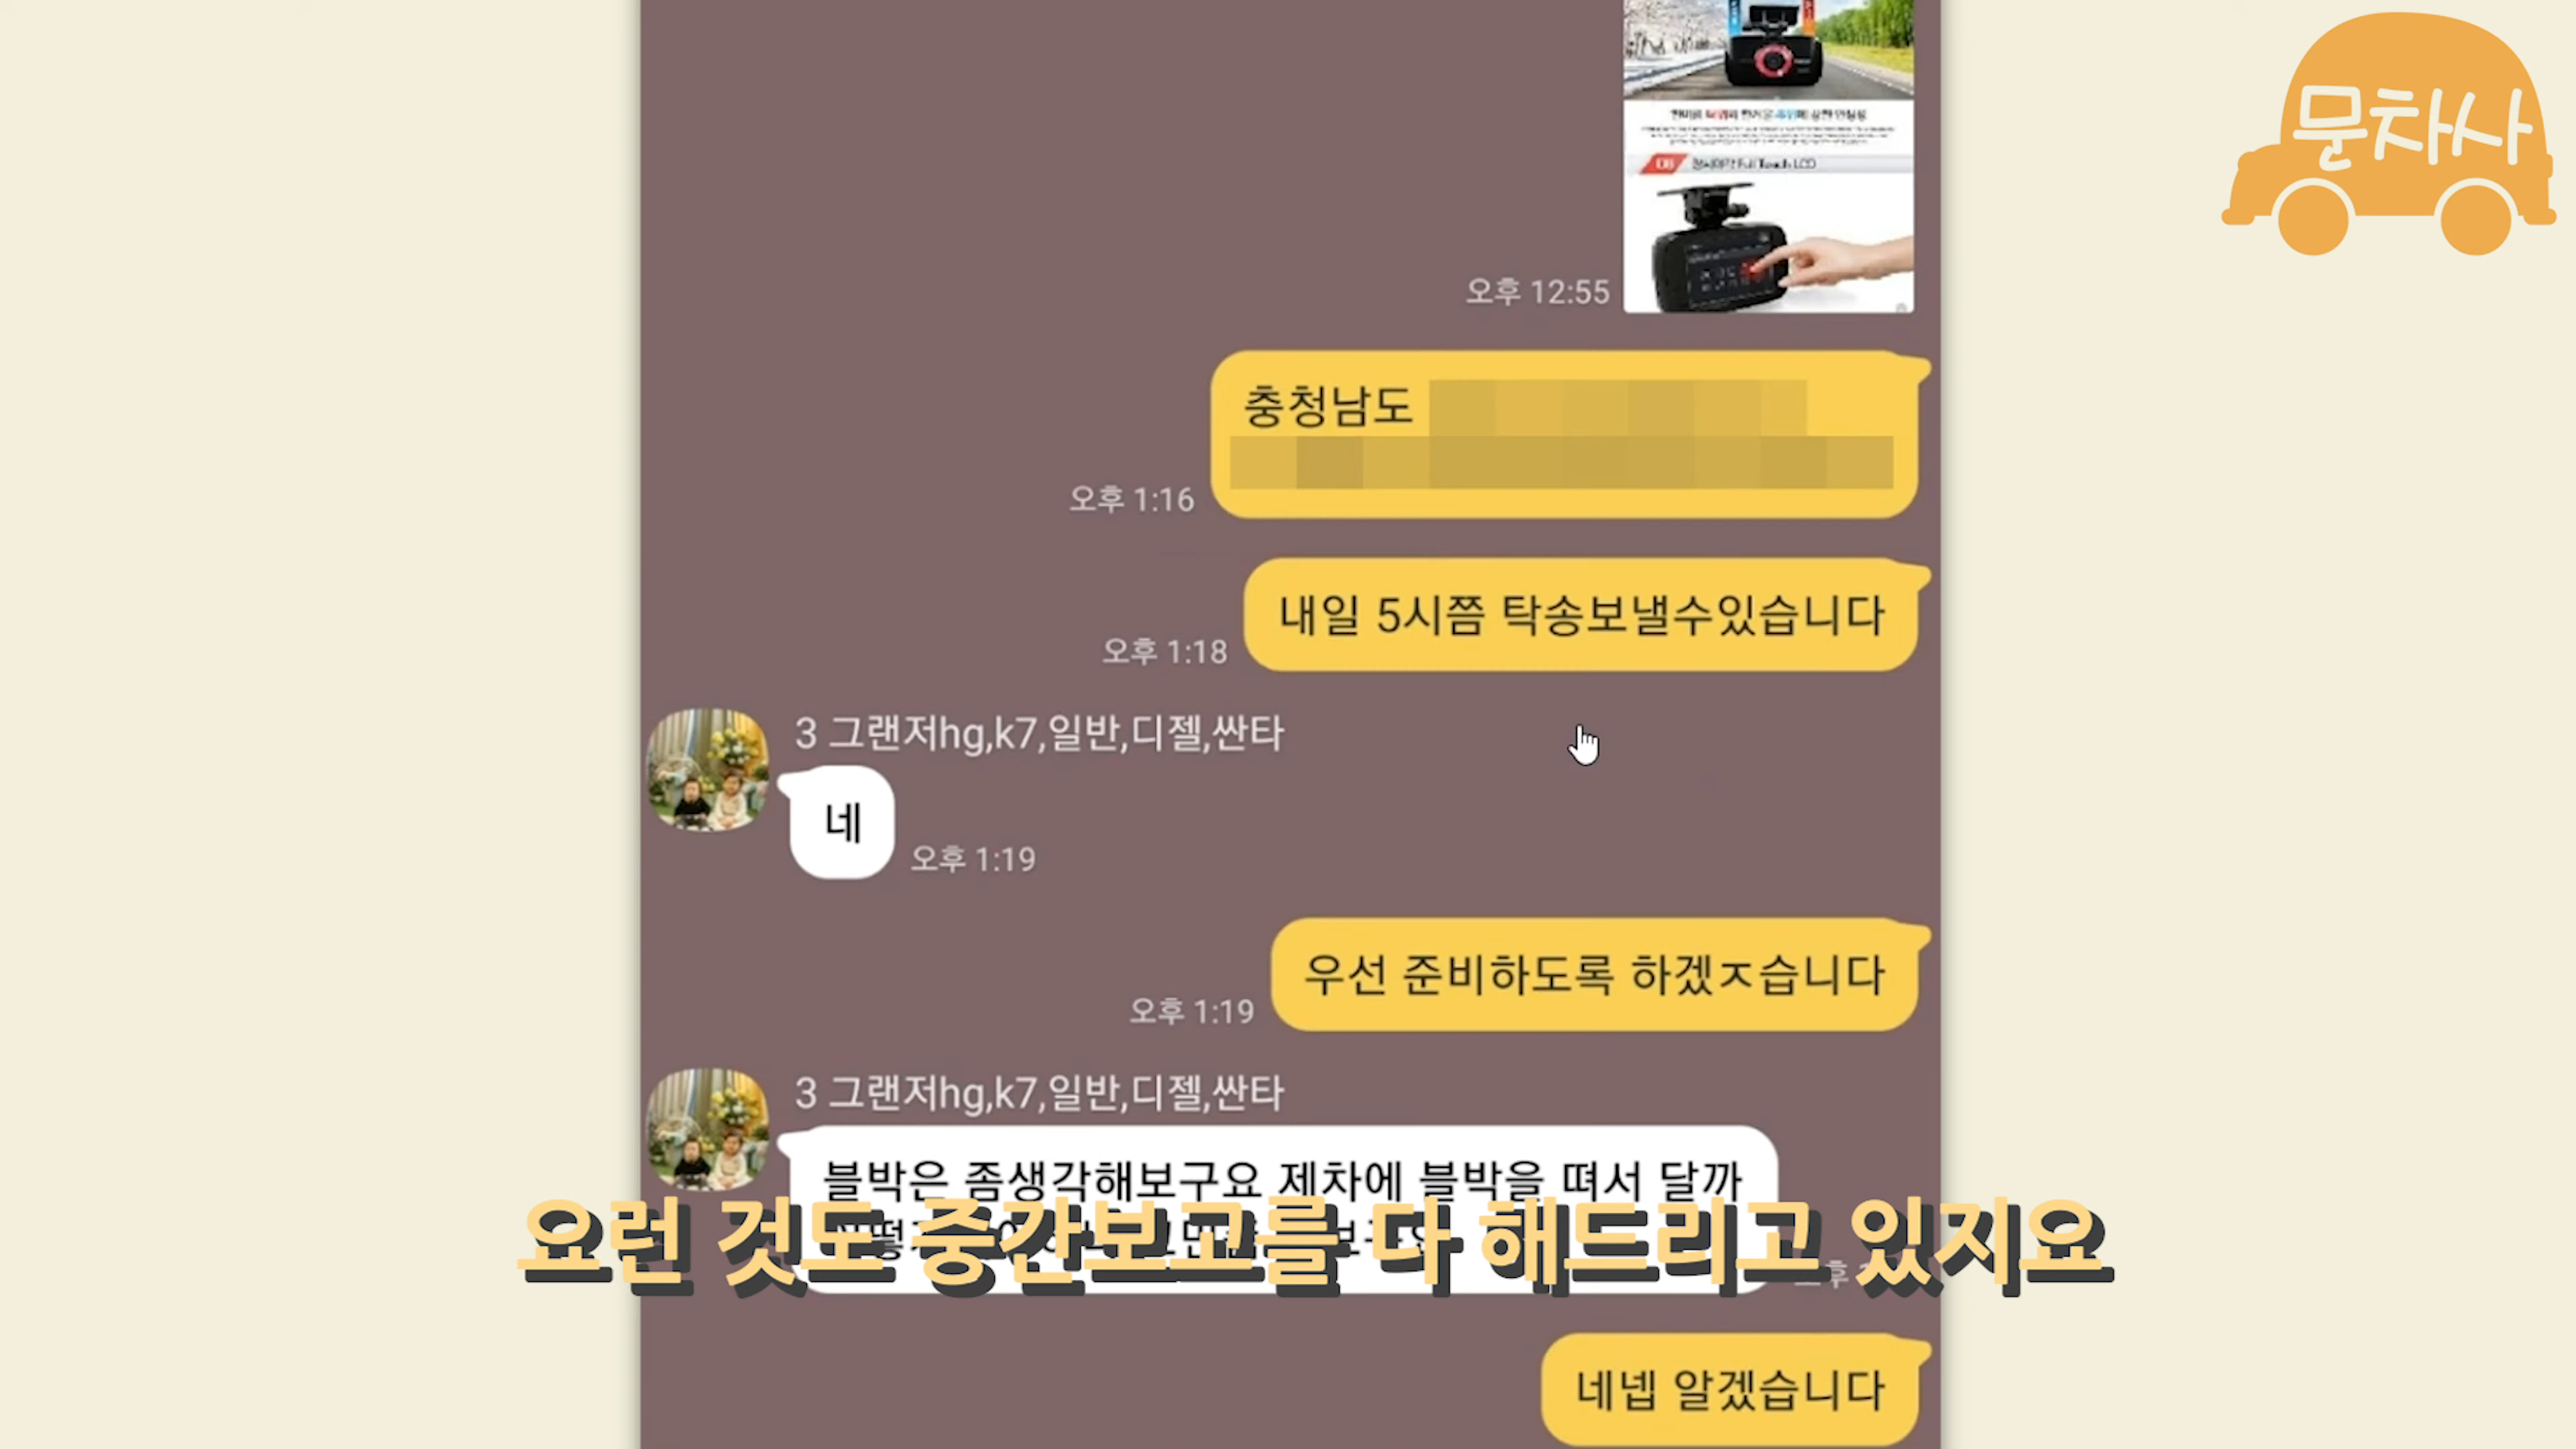 문차사
Full Touch LCD
오후 12:55
충청남도
오후 1:16
내일 5시쯤 탁송보낼수있습니다
오후 1:18
3 그랜저hg,k7,일반,디젤,싼타
네
오후 1:19
우선 준비하도록 하겠ㅈ습니다
오후 1:19
3 그랜저hg,k7,일반,디젤,싼타
블박은 좀생각해보구요 제차에 블박을 뗘서 달까
요런 것도 중간보고를 다 해드리고 있지요
네넵 알겠습니다